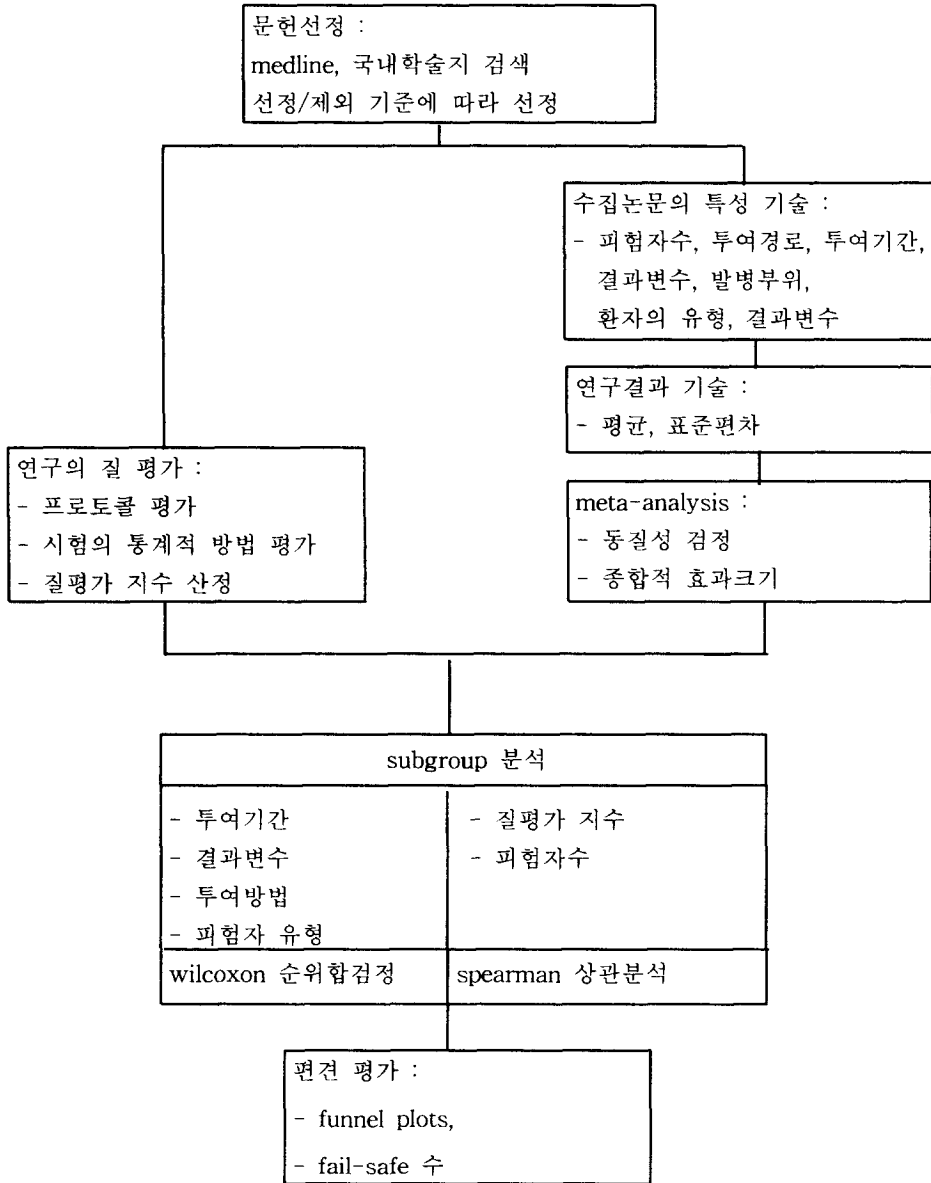 문헌선정 :
medline, 국내학술지 검색
선정/제외 기준에 따라 선정
수집논문의 특성 기술 :
- 피험자수, 투여경로, 투여기간,
결과변수, 발병부위,
환자의 유형, 결과변수
연구결과 기술 :
- 평균, 표준편차
연구의 질 평가 :
- 프로토콜 평가
- 시험의 통계적 방법 평가
- 질평가 지수 산정
meta-analysis :
- 동질성 검정
- 종합적 효과크기
subgroup 분석
- 투여기간
- 결과변수
- 투여방법
- 피험자 유형
- 질평가 지수
- 피험자수
wilcoxon 순위합검정
spearman 상관분석
편견 평가 :
- funnel plots,
- fail-safe 수